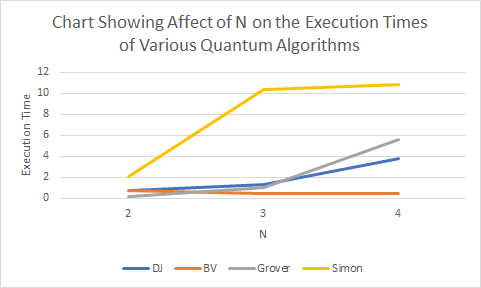 Chart Showing Affect of N on the Execution Times
of Various Quantum Algorithms
12
10
8
6
4
2
0
Execution Time
2 3 4
N
DJ BV Grover Simon